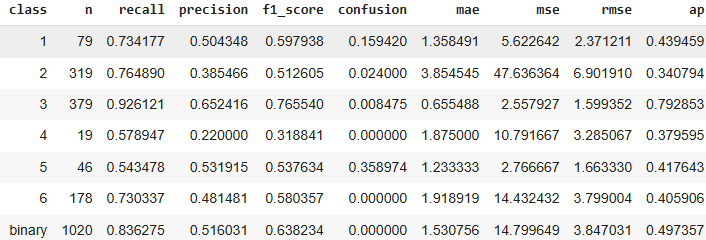 class n recall precision f1_score confusion mae mse rmse ap
1 79 0.734177 0.504348 0.597938 0.159420 1.358491 5.622642 2.371211 0.439459
2 319 0.764890 0.385466 0.512605 0.024000 3.854545 47.636364 6.901910 0.340794
3 379 0.926121 0.652416 0.765540 0.008475 0.655488 2.557927 1.599352 0.792853
4 19 0.578947 0.220000 0.318841 0.000000 1.875000 10.791667 3.285067 0.379595
5 46 0.543478 0.531915 0.537634 0.358974 1.233333 2.766667 1.663330 0.417643
6 178 0.730337 0.481481 0.580357 0.000000 1.918919 14.432432 3.799004 0.405906
binary 1020 0.836275 0.516031 0.638234 0.000000 1.530756 14.799649 3.847031 0.497357